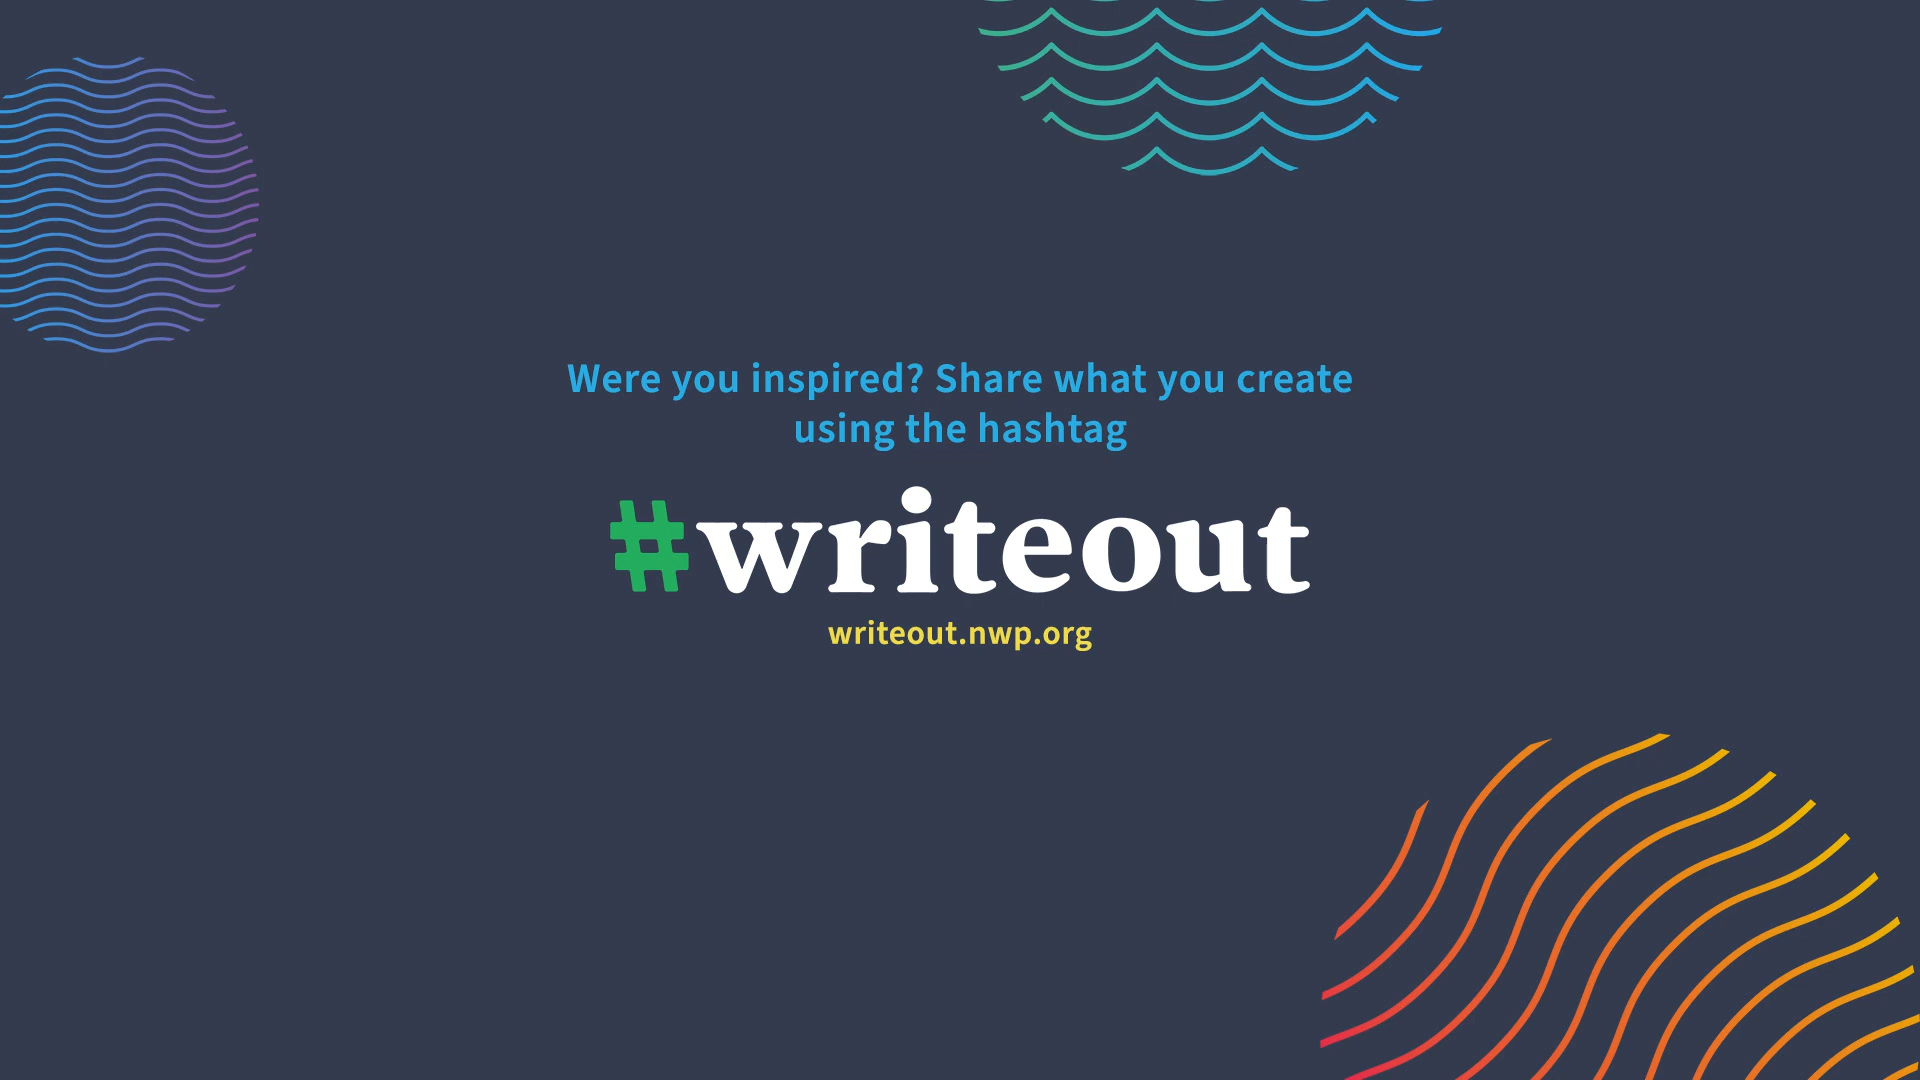 Were you inspired? Share what you create
using the hashtag
#writeout
writeout.nwp.org